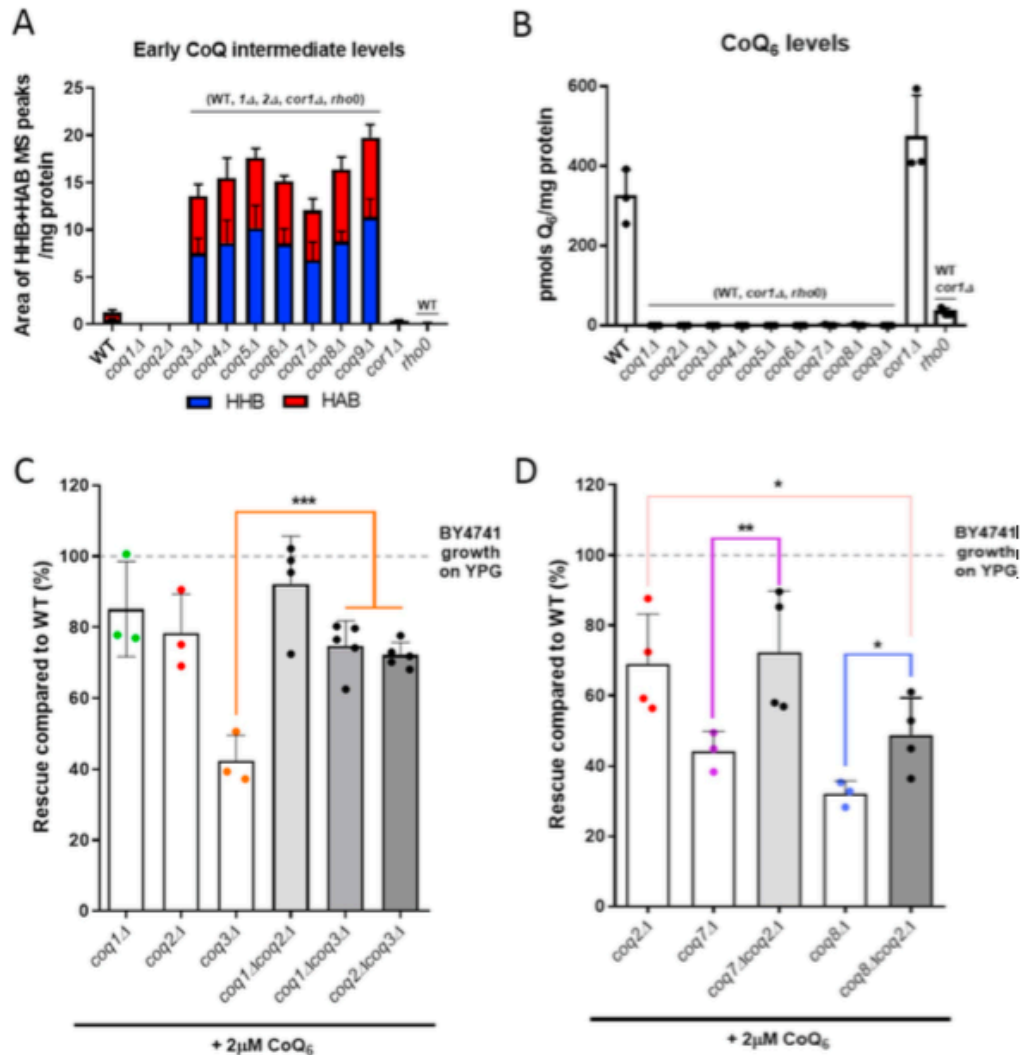 A
Early CoQ intermediate levels
Area of HHB+HAB MS peaks
/mg protein
25
20
15
10
5
0
(WT, 1Δ, 2Δ, cor1Δ, rho0)
WT
WT
coq1Δ
coq2Δ
coq3Δ
coq4Δ
coq5Δ
coq6Δ
coq7Δ
coq8Δ
coq9Δ
cor1Δ
rho0
HHB
HAB
B
CoQ₆ levels
pmols Q₆/mg protein
600
400
200
0
(WT, cor1Δ, rho0)
WT
cor1Δ
WT
coq1Δ
coq2Δ
coq3Δ
coq4Δ
coq5Δ
coq6Δ
coq7Δ
coq8Δ
coq9Δ
cor1Δ
rho0
C
Rescue compared to WT (%)
120
100
80
60
40
20
0
***
BY4741
growth
on YPG
coq1Δ
coq2Δ
coq3Δ
coq1Δcoq2Δ
coq1Δcoq3Δ
coq2Δcoq3Δ
+ 2μM CoQ₆
D
Rescue compared to WT (%)
120
100
80
60
40
20
0
*
**
*
BY4741
growth
on YPG
coq2Δ
coq7Δ
coq7Δcoq2Δ
coq8Δ
coq8Δcoq2Δ
+ 2μM CoQ₆